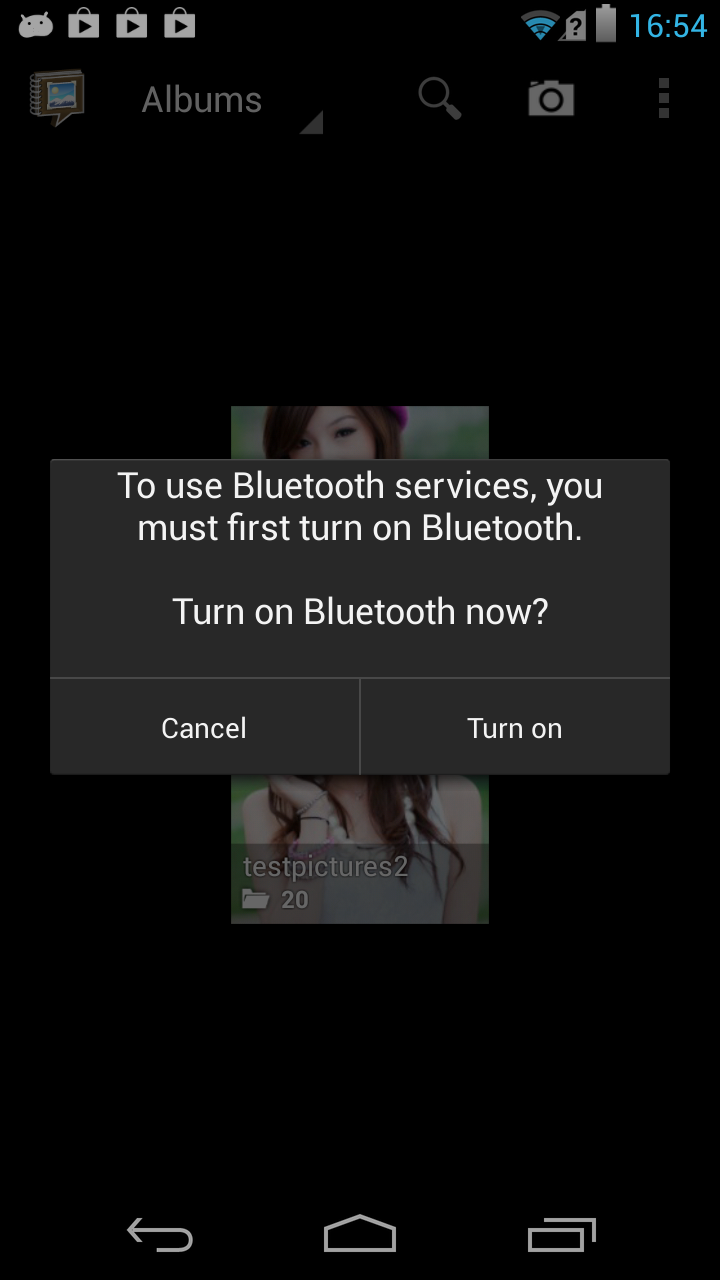 16:54
Albums
To use Bluetooth services, you
must first turn on Bluetooth.
Turn on Bluetooth now?
Cancel
Turn on
testpictures2
20